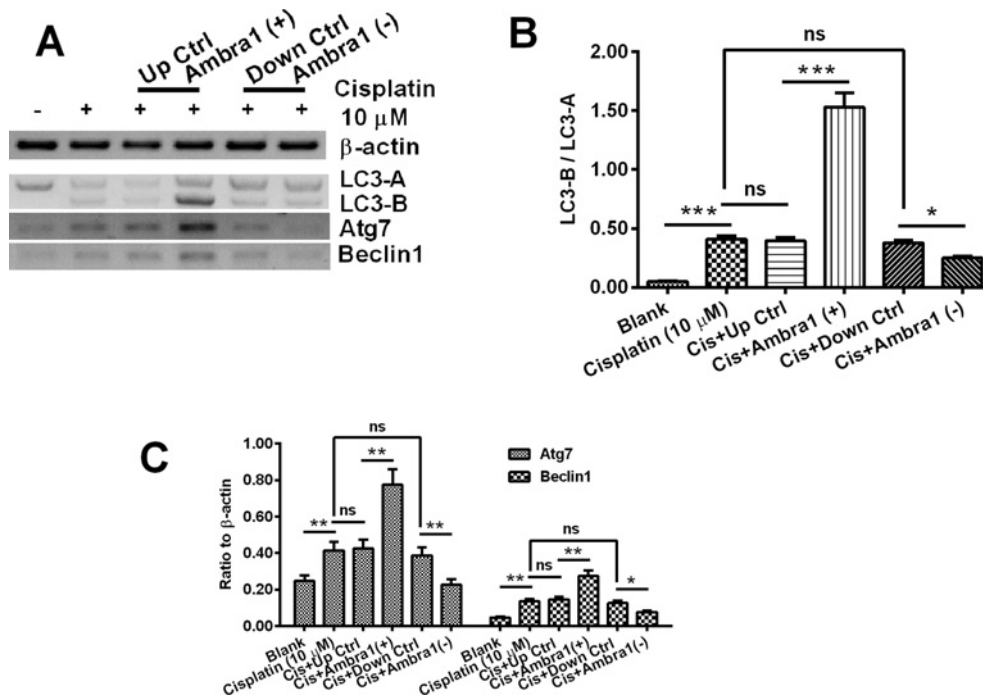 A
Up Ctrl
Ambra1 (+)
Down Ctrl
Ambra1 (-)
Cisplatin
- + + + + + 10 μM
β-actin
LC3-A
LC3-B
Atg7
Beclin1
B
LC3-B / LC3-A
2.00
1.50
1.00
0.50
0.00
ns
***
ns
***
*
Blank
Cisplatin (10 μM)
Cis+Up Ctrl
Cis+Ambra1 (+)
Cis+Down Ctrl
Cis+Ambra1 (-)
C
Ratio to β-actin
1.00
0.80
0.60
0.40
0.20
0.00
Atg7
Beclin1
ns
**
ns
**
**
ns
**
ns
**
*
Blank
Cisplatin (10 μM)
Cis+Up Ctrl
Cis+Ambra1(+)
Cis+Down Ctrl
Cis+Ambra1(-)
Blank
Cisplatin (10 μM)
Cis+Up Ctrl
Cis+Ambra1(+)
Cis+Down Ctrl
Cis+Ambra1(-)